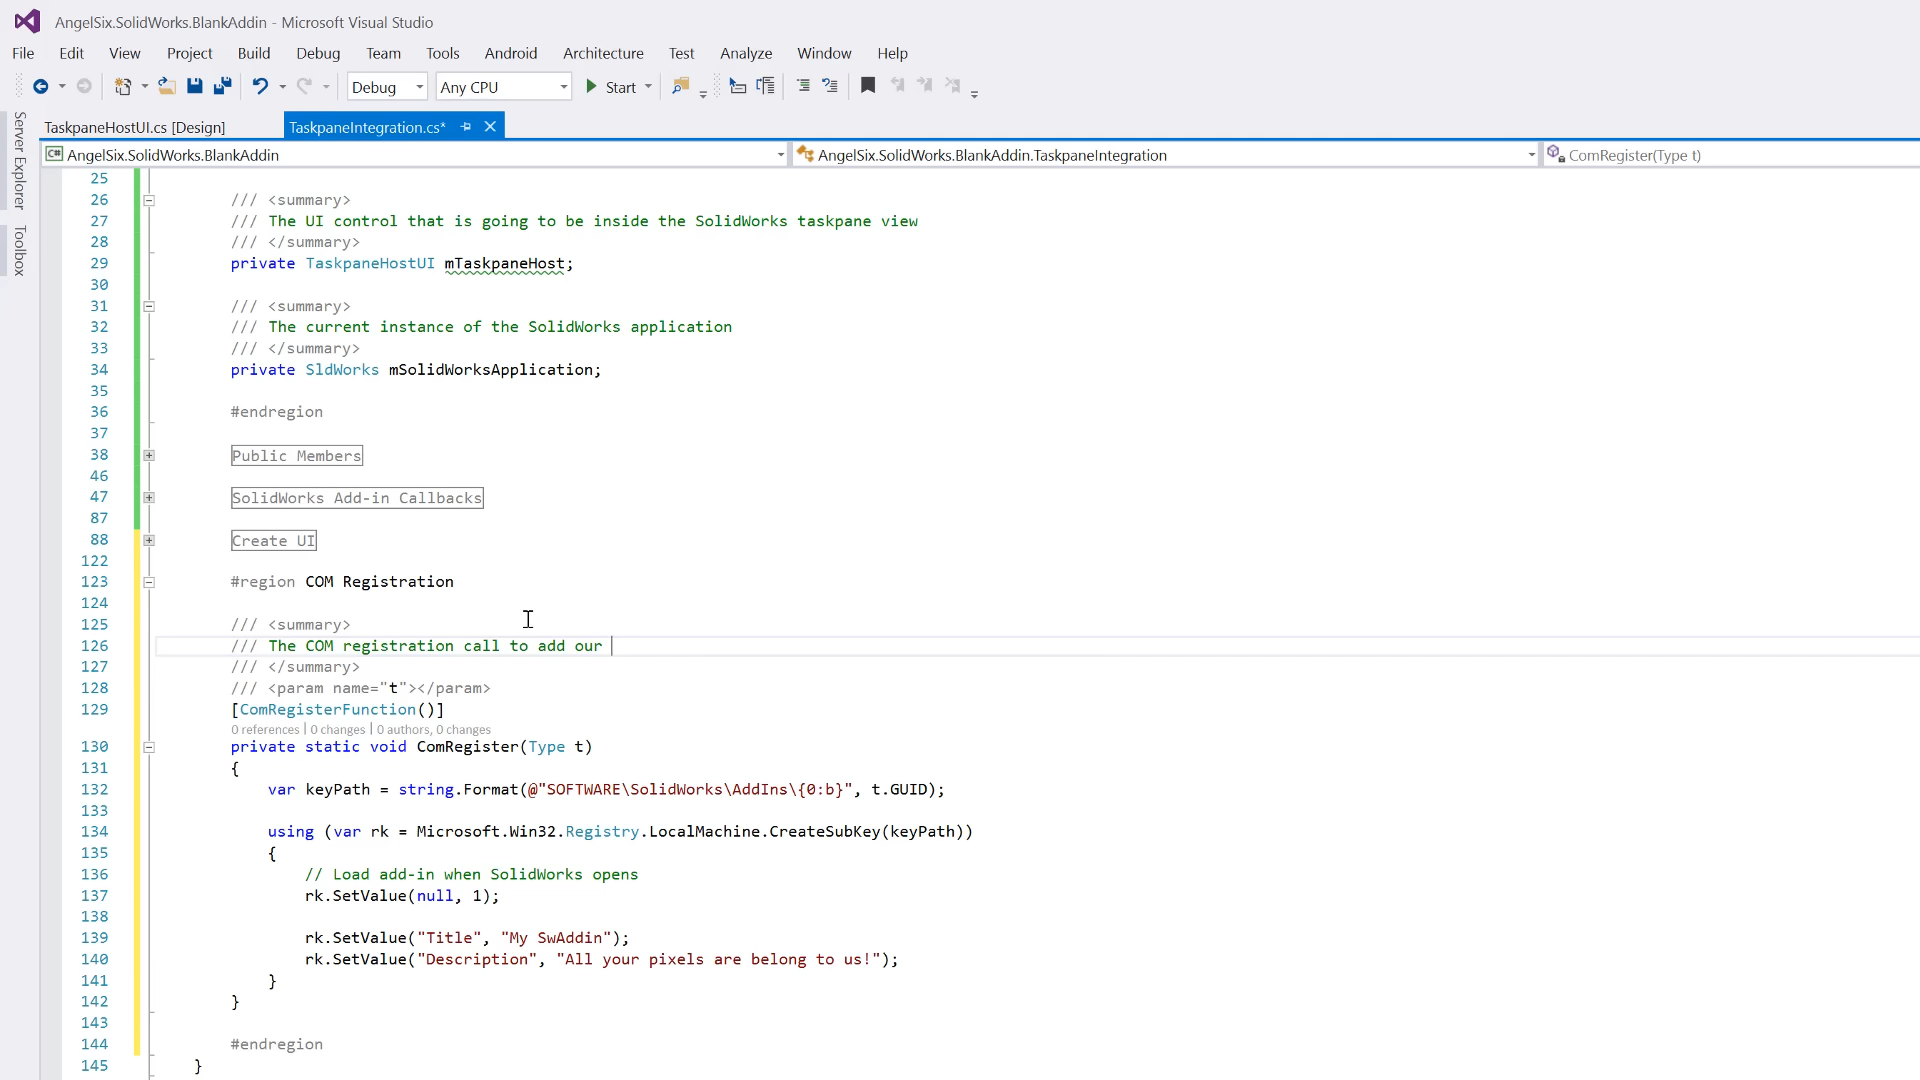 AngelSix.SolidWorks.BlankAddin - Microsoft Visual Studio
File Edit View Project Build Debug Team Tools Android Architecture Test Analyze Window Help
Debug Any CPU Start
Server Explorer
Toolbox
TaskpaneHostUI.cs [Design] TaskpaneIntegration.cs*
C# AngelSix.SolidWorks.BlankAddin AngelSix.SolidWorks.BlankAddin.TaskpaneIntegration ComRegister(Type t)
25
26 /// <summary>
27 /// The UI control that is going to be inside the SolidWorks taskpane view
28 /// </summary>
29 private TaskpaneHostUI mTaskpaneHost;
30
31 /// <summary>
32 /// The current instance of the SolidWorks application
33 /// </summary>
34 private SldWorks mSolidWorksApplication;
35
36 #endregion
37
38 Public Members
46
47 SolidWorks Add-in Callbacks
87
88 Create UI
122
123 #region COM Registration
124
125 /// <summary>
126 /// The COM registration call to add our
127 /// </summary>
128 /// <param name="t"></param>
129 [ComRegisterFunction()]
0 references | 0 changes | 0 authors, 0 changes
130 private static void ComRegister(Type t)
131 {
132 var keyPath = string.Format(@"SOFTWARE\SolidWorks\AddIns\{0:b}", t.GUID);
133
134 using (var rk = Microsoft.Win32.Registry.LocalMachine.CreateSubKey(keyPath))
135 {
136 // Load add-in when SolidWorks opens
137 rk.SetValue(null, 1);
138
139 rk.SetValue("Title", "My SwAddin");
140 rk.SetValue("Description", "All your pixels are belong to us!");
141 }
142 }
143
144 #endregion
145 }